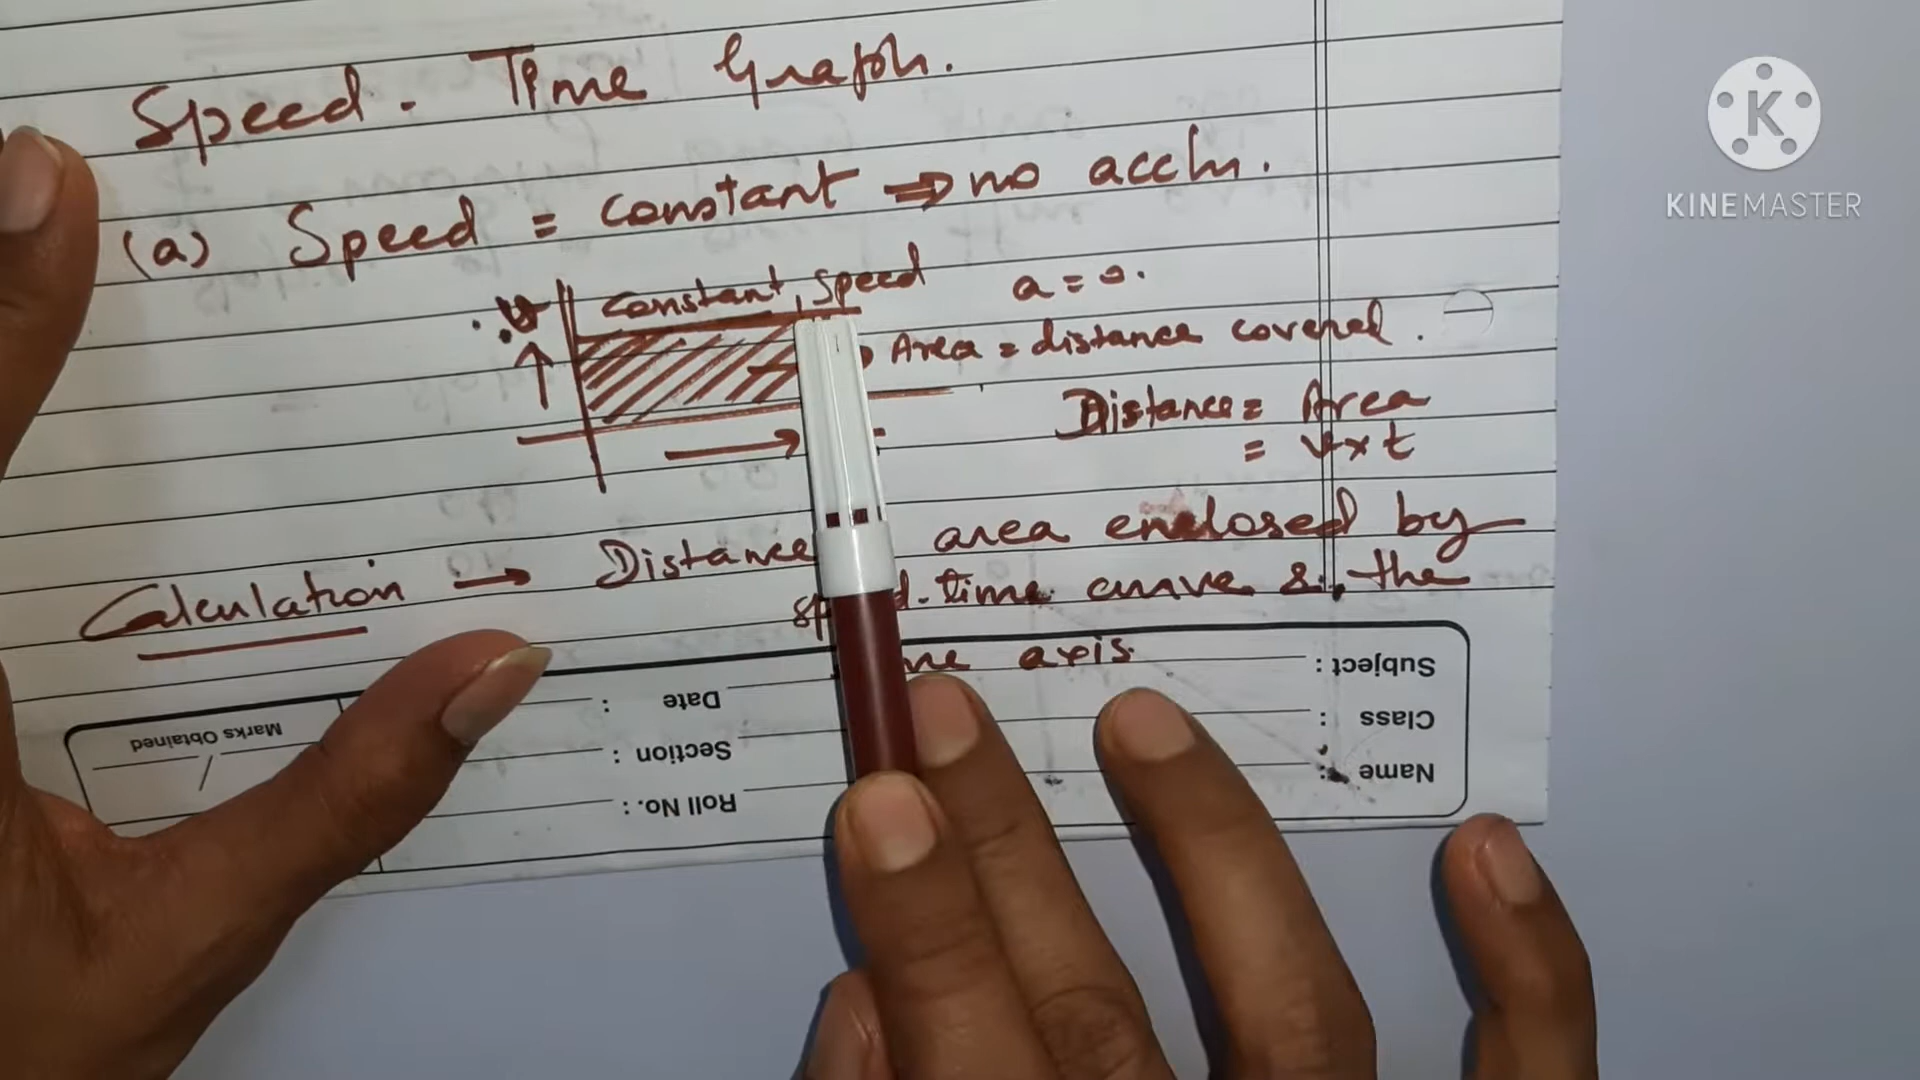 Speed - Time Graph.
(a) Speed = constant ⇒ no accln.
Constant speed
a = 0.
v
Area = distance covered.
Distance = Area
= v x t
Calculation → Distance area enclosed by
time curve & the
axis
Subject :
Class :
Name :
Date :
Section :
Roll No. :
Marks Obtained
K
KINEMASTER